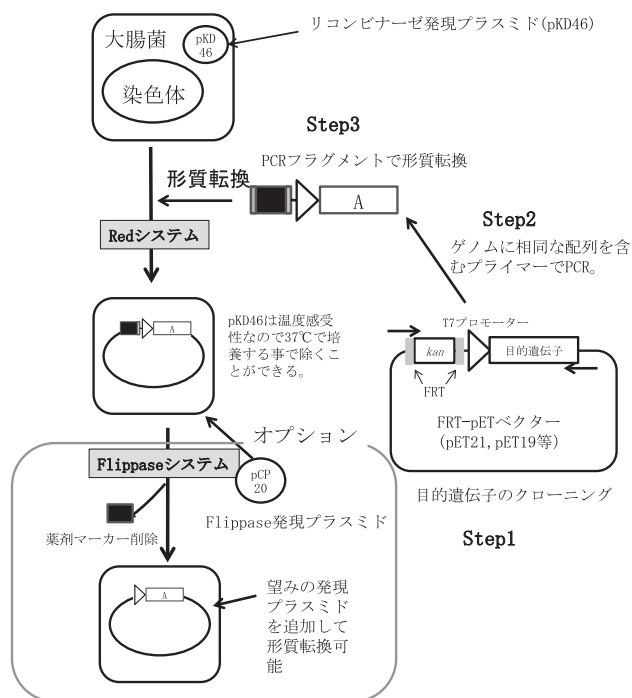 リコンビナーゼ発現プラスミド(pKD46)
大腸菌
pKD
46
染色体
Step3
PCRフラグメントで形質転換
形質転換
A
Redシステム
Step2
ゲノムに相同な配列を含
むプライマーでPCR。
pKD46は温度感受
性なので37℃で培
養する事で除くこ
とができる。
A
T7プロモーター
kan
目的遺伝子
FRT
FRT-pETベクター
(pET21,pET19等)
目的遺伝子のクローニング
Step1
オプション
Flippaseシステム
pCP
20
Flippase発現プラスミド
薬剤マーカー削除
A
望みの発現
プラスミド
を追加して
形質転換可
能